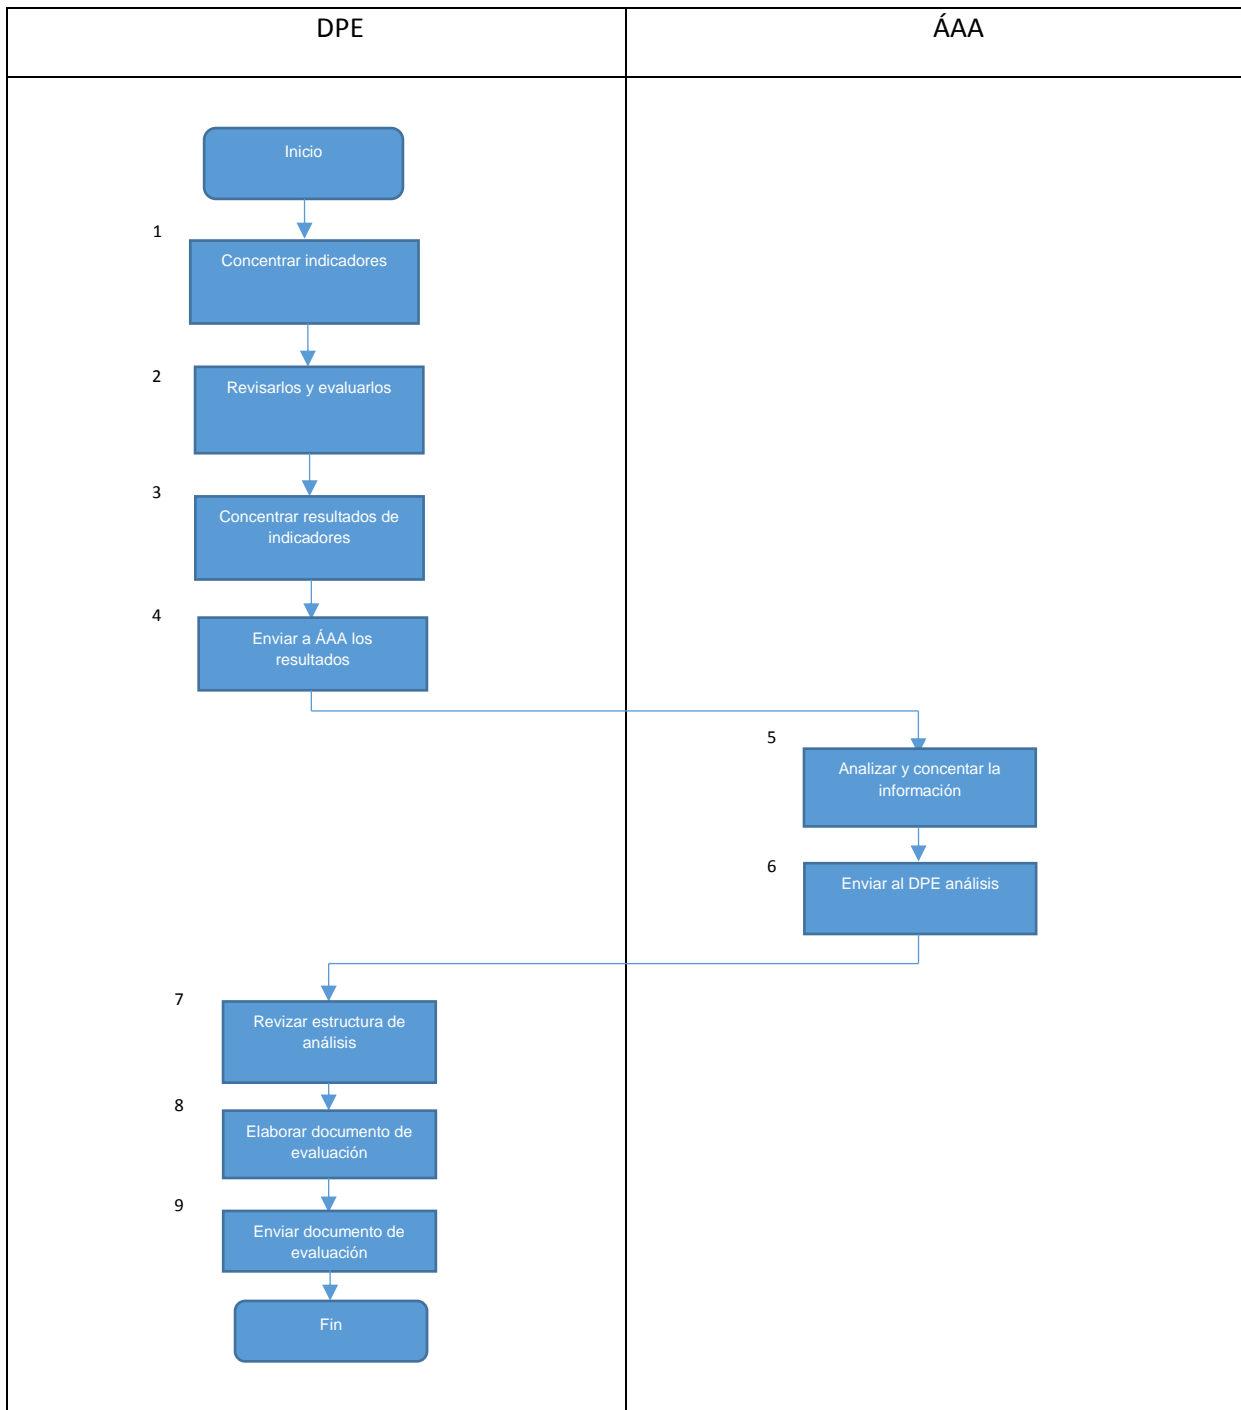 DPE
ÁAA
Inicio
1
Concentrar indicadores
2
Revisarlos y evaluarlos
3
Concentrar resultados de
indicadores
4
Enviar a ÁAA los
resultados
5
Analizar y concentar la
información
6
Enviar al DPE análisis
7
Revizar estructura de
análisis
8
Elaborar documento de
evaluación
9
Enviar documento de
evaluación
Fin